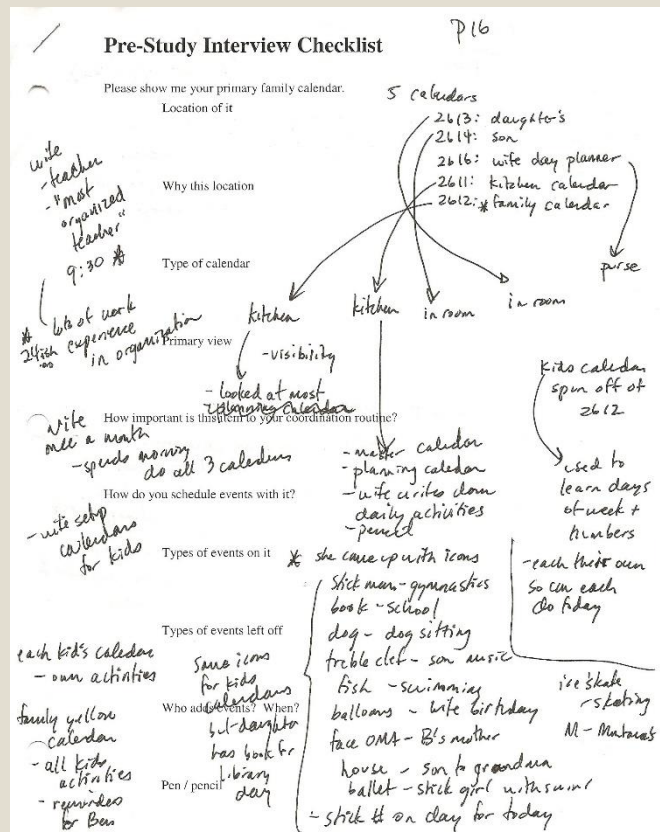 P16
Pre-Study Interview Checklist
Please show me your primary family calendar.
Location of it
Why this location
Type of calendar
Primary view
How important is this item to your coordination routine?
How do you schedule events with it?
Types of events on it
Types of events left off
Who adds events? When?
Pen / pencil
5 calendars
2613: daughter's
2614: son
2616: wife day planner
2611: kitchen calendar
2612: * family calendar
purse
kitchen
kitchen
in room
in room
wife
- teacher
- "most
organized
teacher"
9:30 *
* lots of work
experience
in organization
- visibility
- looked at most
- master calendar
- planning calendar
- wife writes down
daily activities
- pencil
kids calendar
spin off of
2612
used to
learn days
of week +
numbers
- each their own
so can each
do today
wife
once a month
- spends morning
do all 3 calendars
- wife setup
calendars
for kids
* she came up with icons
stick man - gymnastics
book - school
dog - dog sitting
treble clef - son music
fish - swimming
balloons - wife birthday
face OMA - B's mother
house - son to grandma
ballet - stick girl with
- stick # on day for today
ice skate
- skating
M -
each kid's calendar
- own activities
same icons
for kids
calendars
but daughter
has book for
library
day
family yellow
calendar
- all kids
activities
- reminders
for Ben